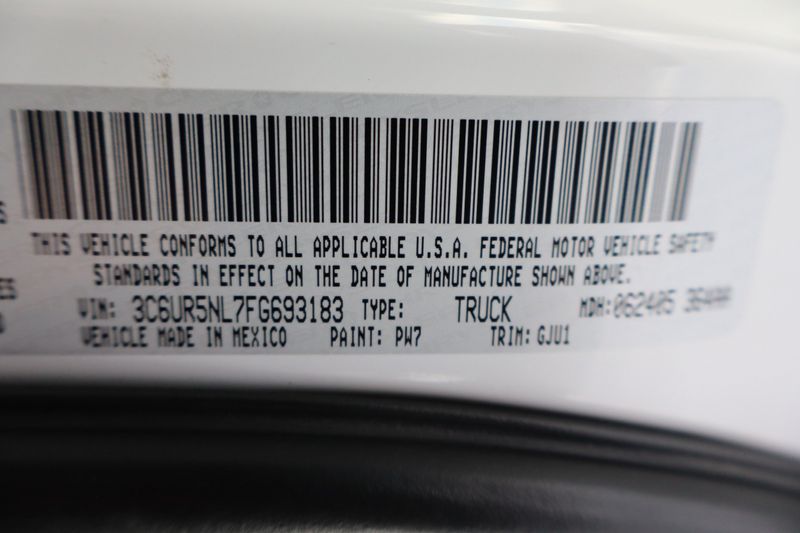 THIS VEHICLE CONFORMS TO ALL APPLICABLE U.S.A. FEDERAL MOTOR VEHICLE SAFETY
STANDARDS IN EFFECT ON THE DATE OF MANUFACTURE SHOWN ABOVE.
VIN: 3C6UR5NL7FG693183 TYPE: TRUCK MDH: 062405
VEHICLE MADE IN MEXICO PAINT: PW7 TRIM: GJU1